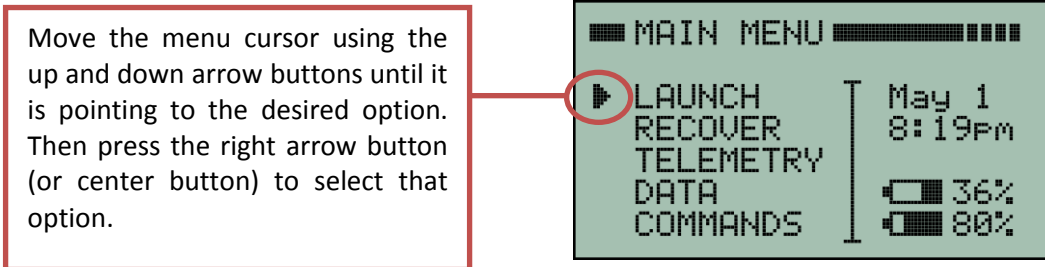 Move the menu cursor using the
up and down arrow buttons until it
is pointing to the desired option.
Then press the right arrow button
(or center button) to select that
option.
MAIN MENU
LAUNCH
RECOVER
TELEMETRY
DATA
COMMANDS
May 1
8:19pm
36%
80%